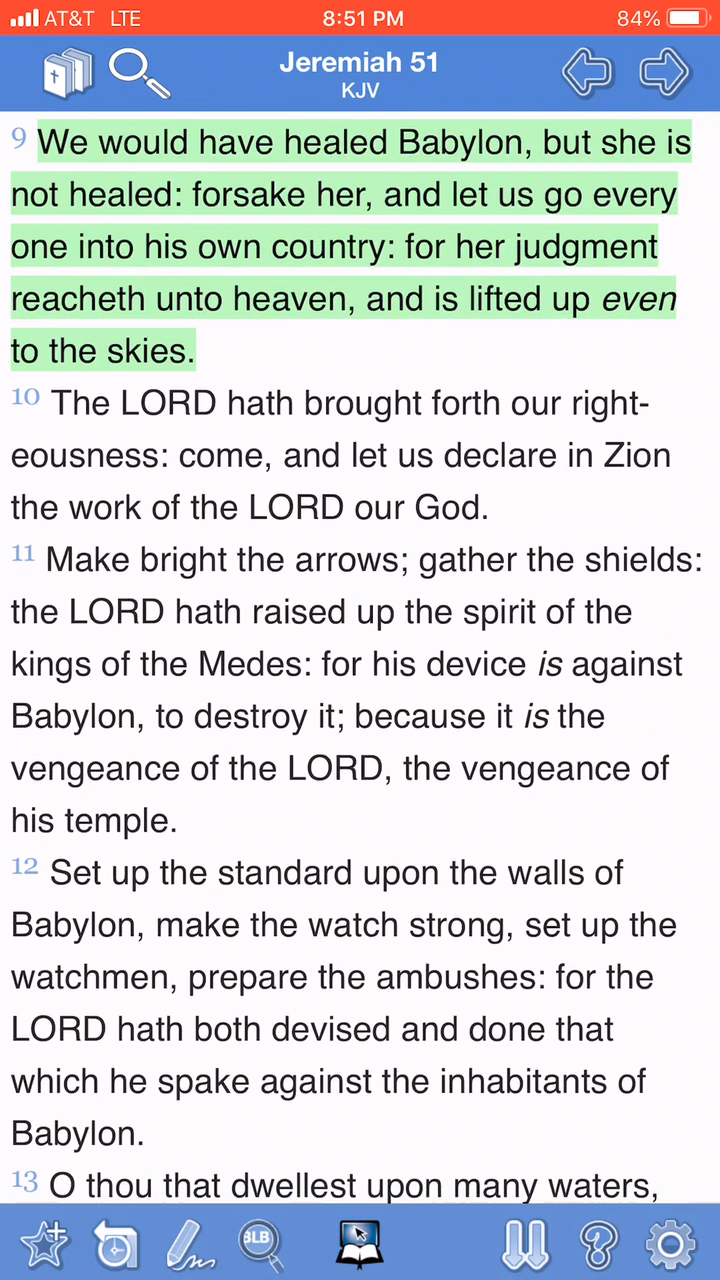 AT&T LTE 8:51 PM 84%
Jeremiah 51
KJV
9 We would have healed Babylon, but she is
not healed: forsake her, and let us go every
one into his own country: for her judgment
reacheth unto heaven, and is lifted up even
to the skies.
10 The LORD hath brought forth our right-
eousness: come, and let us declare in Zion
the work of the LORD our God.
11 Make bright the arrows; gather the shields:
the LORD hath raised up the spirit of the
kings of the Medes: for his device is against
Babylon, to destroy it; because it is the
vengeance of the LORD, the vengeance of
his temple.
12 Set up the standard upon the walls of
Babylon, make the watch strong, set up the
watchmen, prepare the ambushes: for the
LORD hath both devised and done that
which he spake against the inhabitants of
Babylon.
13 O thou that dwellest upon many waters,
BLB